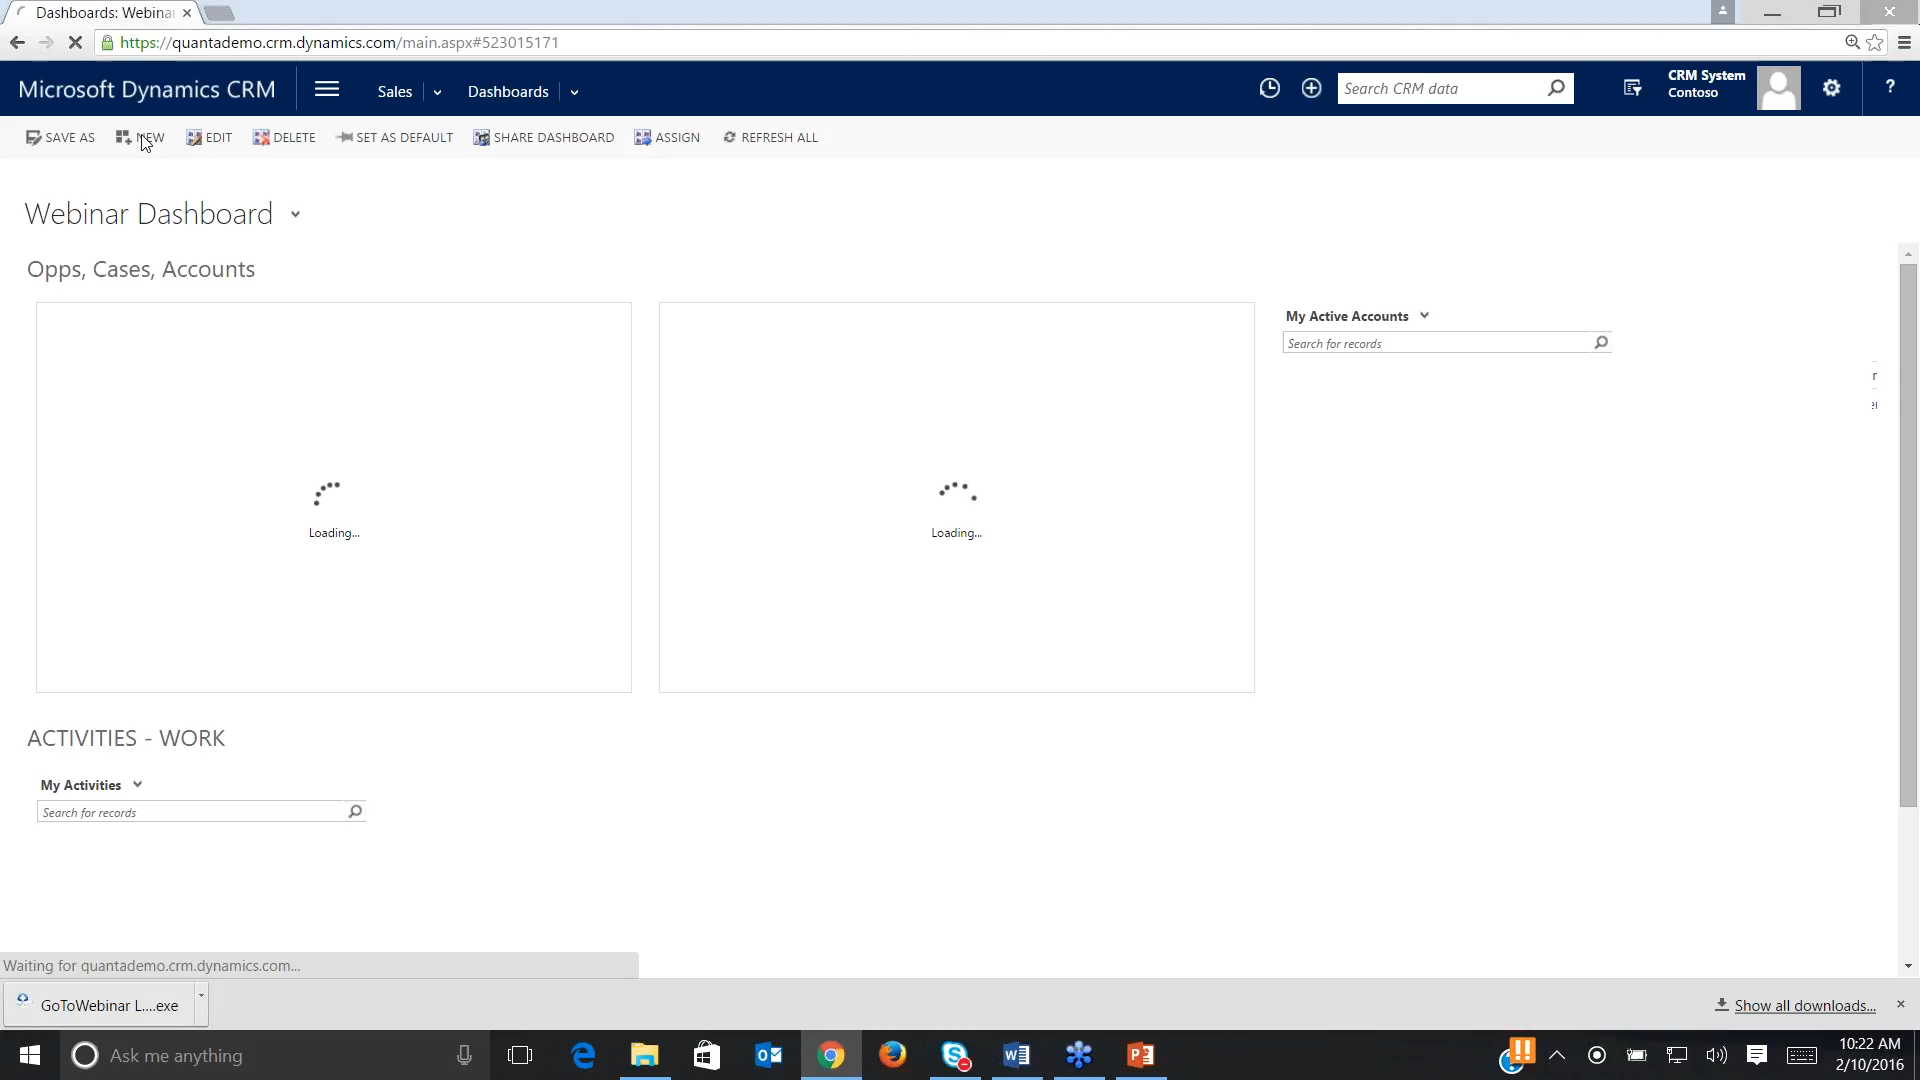 Dashboards: Webina
https://quantademo.crm.dynamics.com/main.aspx#523015171
Microsoft Dynamics CRM
Sales
Dashboards
Search CRM data
CRM System
Contoso
?
SAVE AS
NEW
EDIT
DELETE
SET AS DEFAULT
SHARE DASHBOARD
ASSIGN
REFRESH ALL
Webinar Dashboard
Opps, Cases, Accounts
Loading...
Loading...
My Active Accounts
Search for records
ACTIVITIES - WORK
My Activities
Search for records
Waiting for quantademo.crm.dynamics.com...
GoToWebinar L....exe
Show all downloads...
Ask me anything
10:22 AM
2/10/2016